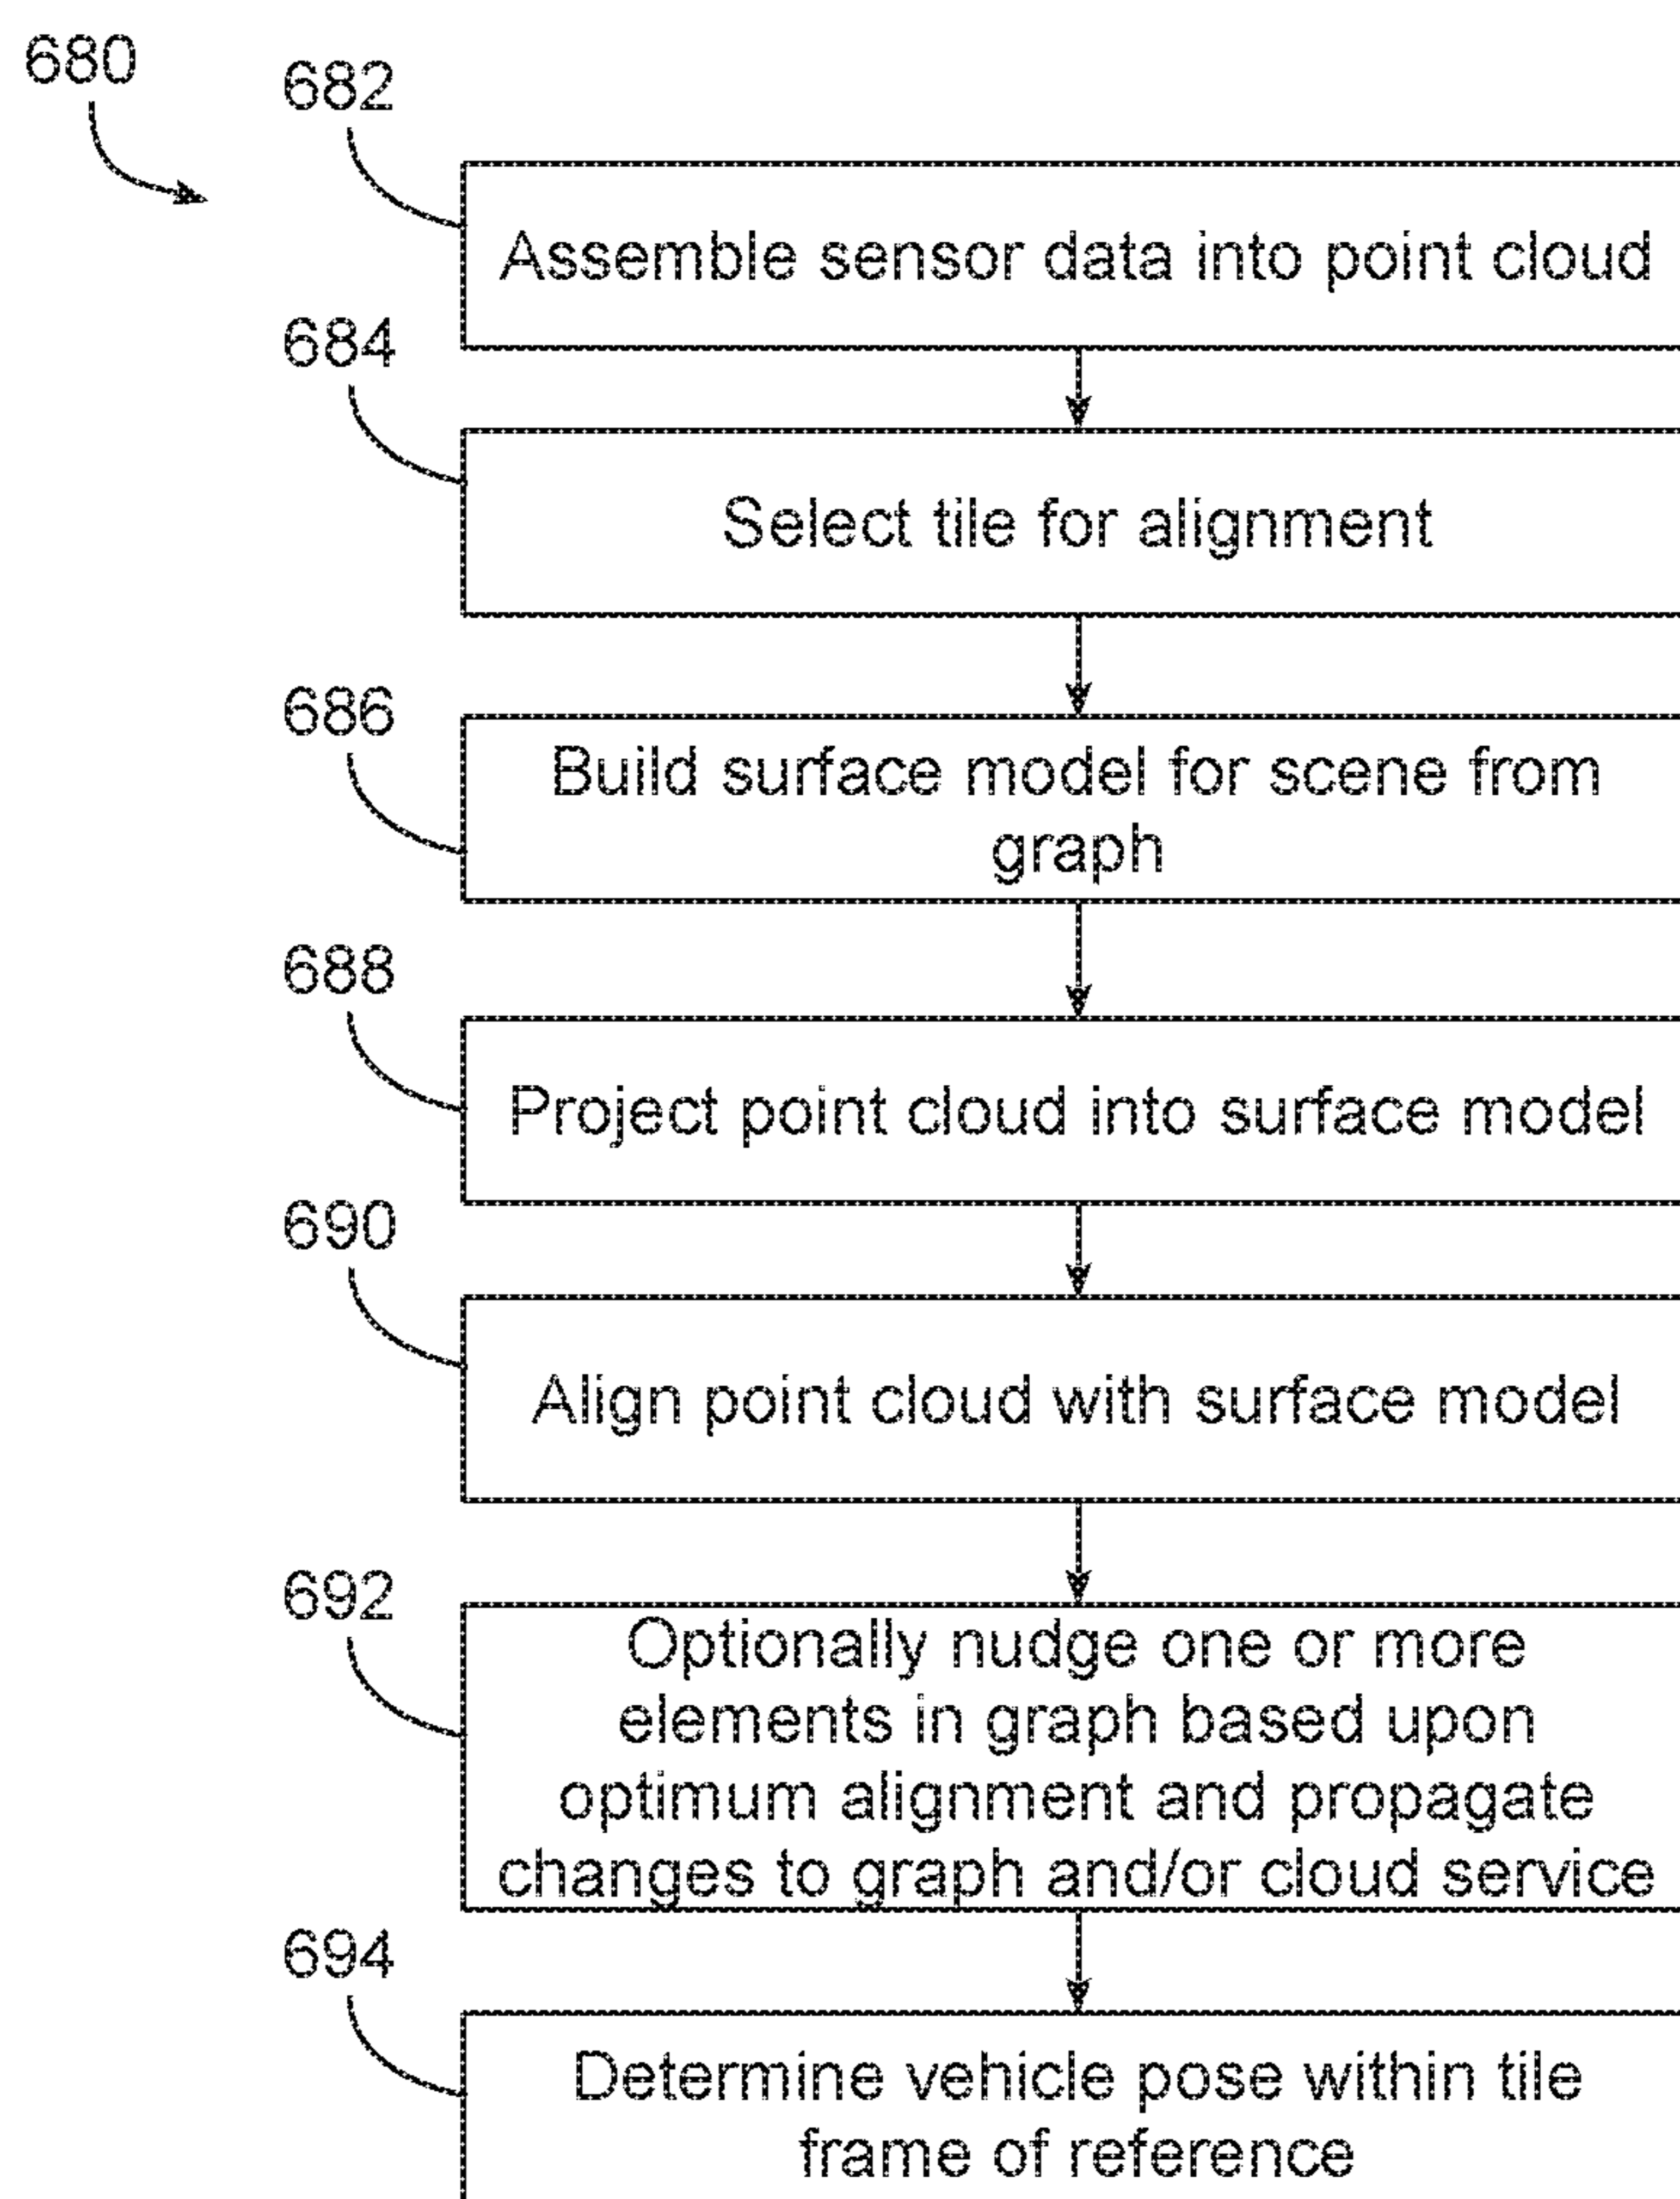 680
682
Assemble sensor data into point cloud
684
Select tile for alignment
686
Build surface model for scene from
graph
688
Project point cloud into surface model
690
Align point cloud with surface model
692
Optionally nudge one or more
elements in graph based upon
optimum alignment and propagate
changes to graph and/or cloud service
694
Determine vehicle pose within tile
frame of reference